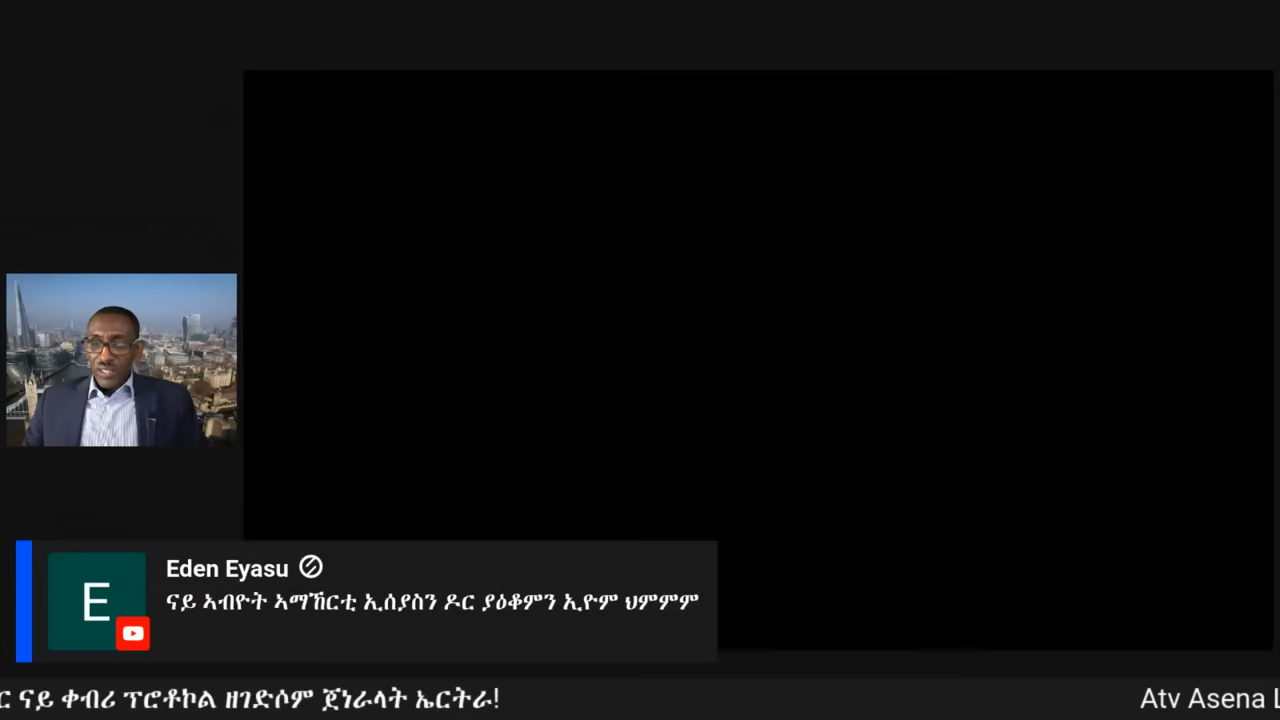 Eden Eyasu
E
ናይ ኣብዮት ኣማኸርቲ ኢሰያስን ዶር ያዕቆምን ኢዮም ህምምም
ር ናይ ቀብሪ ፕሮቶኮል ዘገድሶም ጀነራላት ኤርትራ!
Atv Asena L